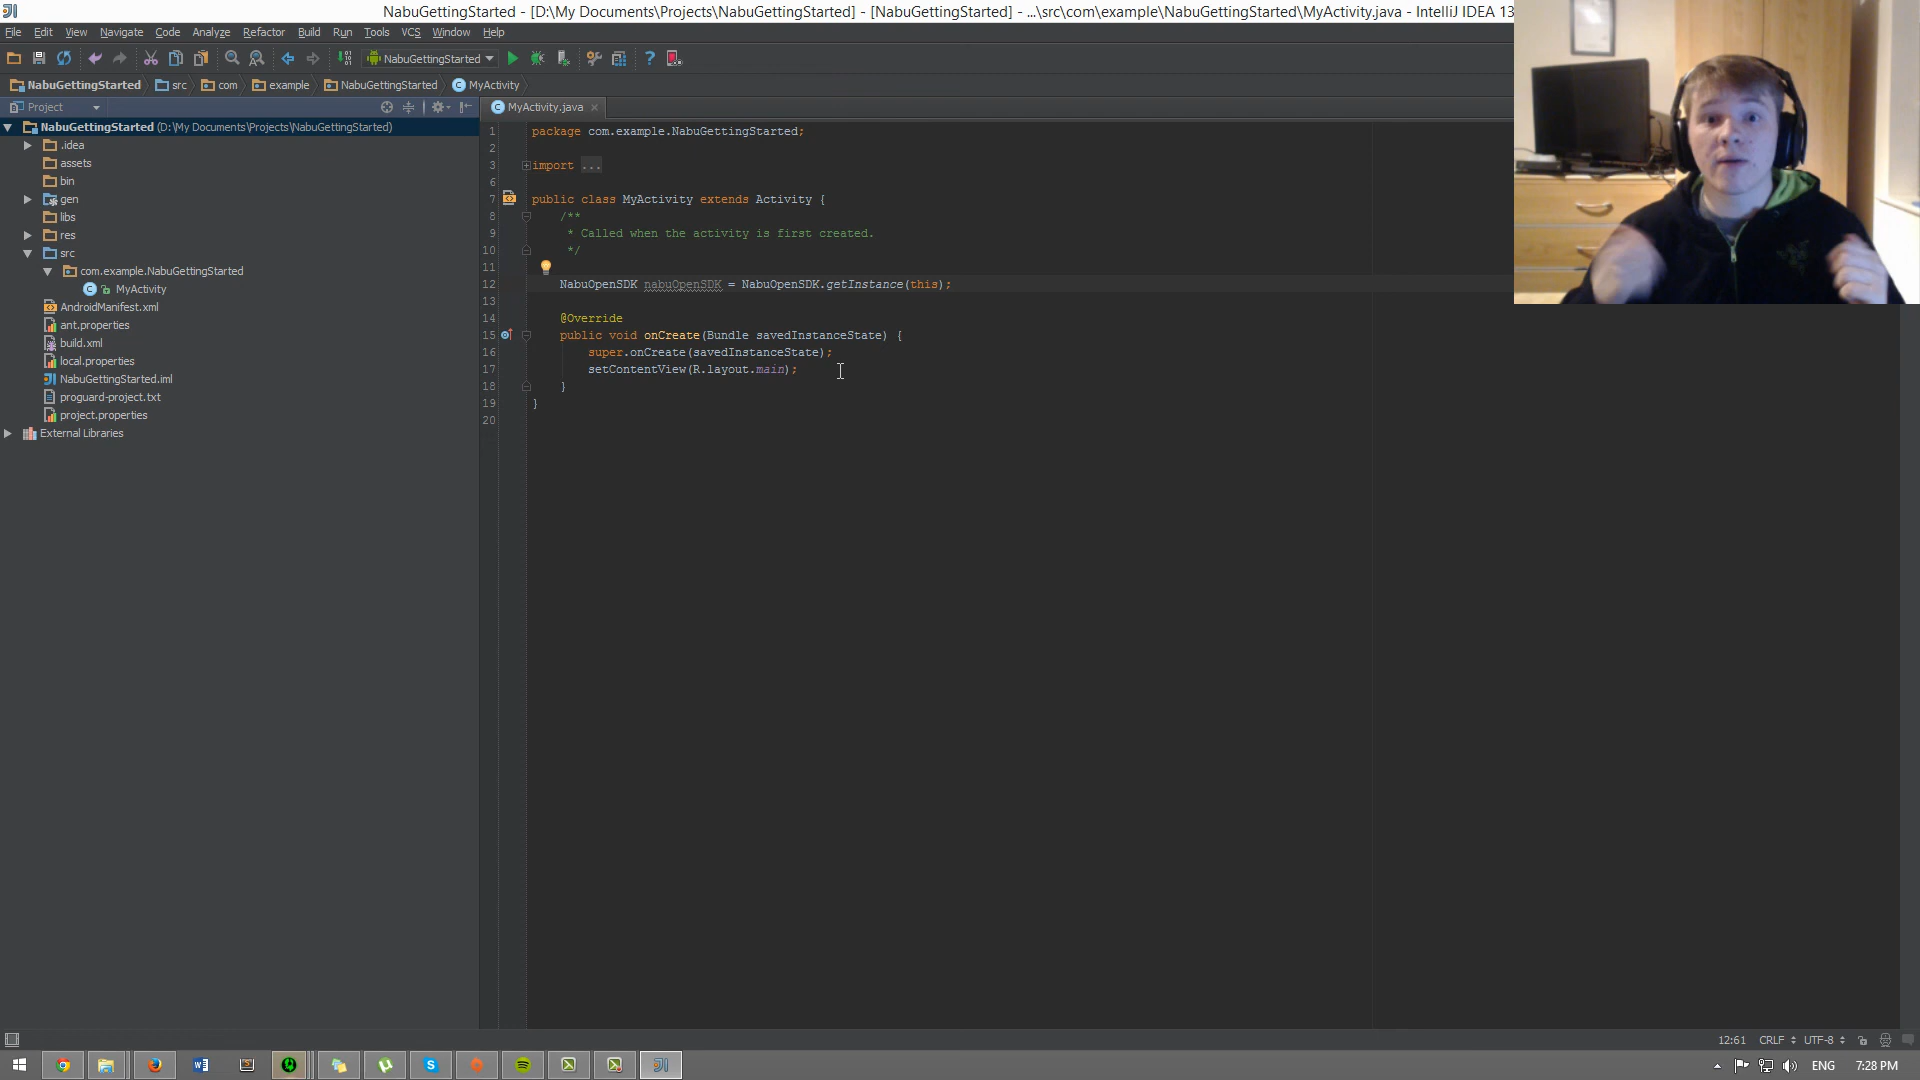 NabuGettingStarted - [D:\My Documents\Projects\NabuGettingStarted] - [NabuGettingStarted] - ...\src\com\example\NabuGettingStarted\MyActivity.java - IntelliJ IDEA 13
File Edit View Navigate Code Analyze Refactor Build Run Tools VCS Window Help
NabuGettingStarted
NabuGettingStarted src com example NabuGettingStarted MyActivity
Project
MyActivity.java
NabuGettingStarted (D:\My Documents\Projects\NabuGettingStarted)
.idea
assets
bin
gen
libs
res
src
com.example.NabuGettingStarted
MyActivity
AndroidManifest.xml
ant.properties
build.xml
local.properties
NabuGettingStarted.iml
proguard-project.txt
project.properties
External Libraries
1 package com.example.NabuGettingStarted;
2
3 import ...
6
7 public class MyActivity extends Activity {
8 /**
9 * Called when the activity is first created.
10 */
11
12 NabuOpenSDK nabuOpenSDK = NabuOpenSDK.getInstance(this);
13
14 @Override
15 public void onCreate(Bundle savedInstanceState) {
16 super.onCreate(savedInstanceState);
17 setContentView(R.layout.main);
18 }
19 }
20
12:61 CRLF UTF-8
ENG 7:28 PM